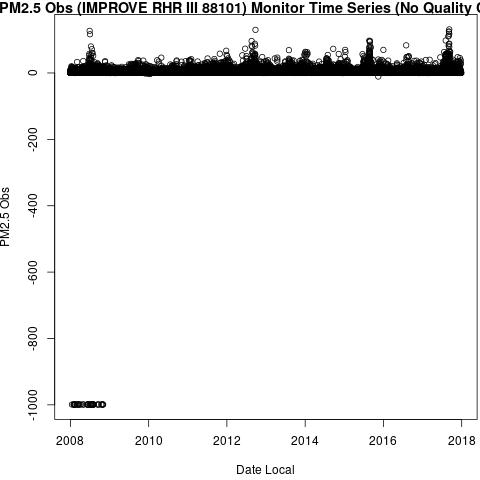 PM2.5 Obs (IMPROVE RHR III 88101) Monitor Time Series (No Quality
PM2.5 Obs
0
-200
-400
-600
-800
-1000
2008 2010 2012 2014 2016 2018
Date Local